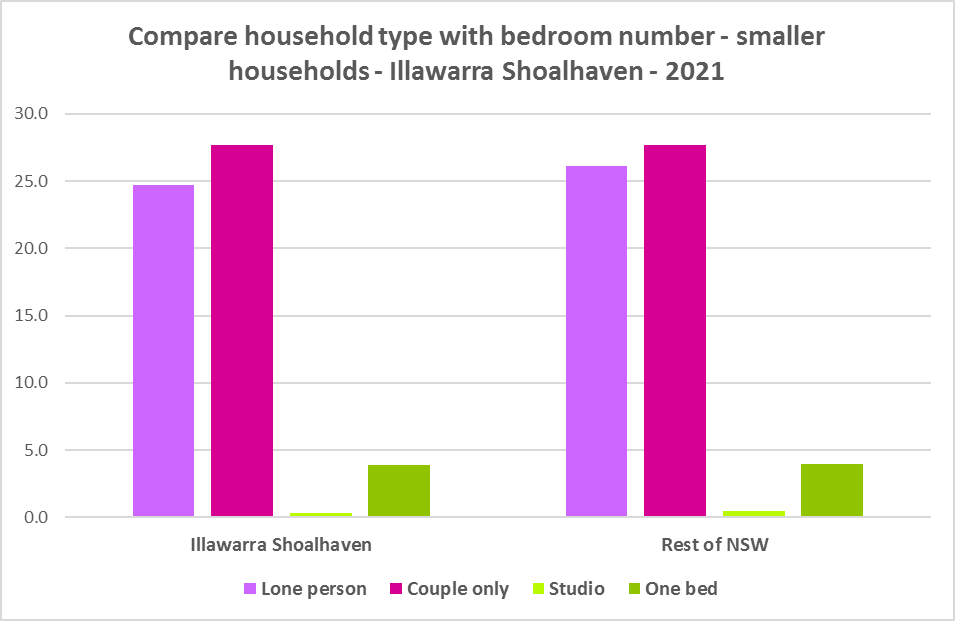 Compare household type with bedroom number - smaller
households - Illawarra Shoalhaven - 2021
30.0
25.0
20.0
15.0
10.0
5.0
0.0
Illawarra Shoalhaven
Rest of NSW
Lone person
Couple only
Studio
One bed